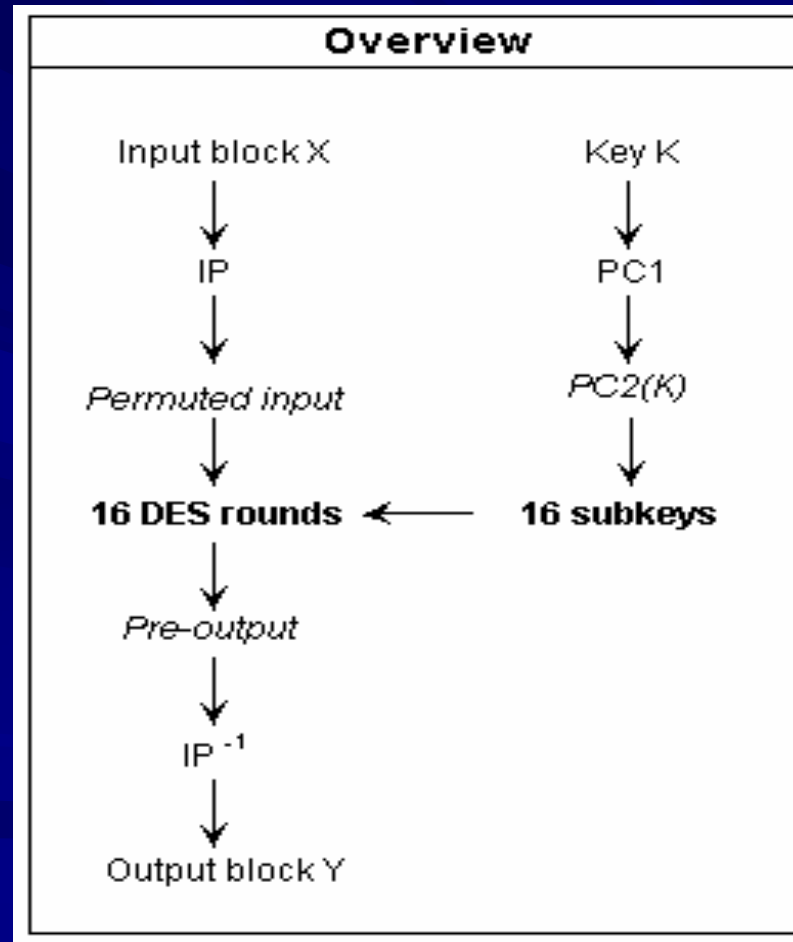 Overview
Input block X
Key K
IP
PC1
Permuted input
PC2(K)
16 DES rounds
16 subkeys
Pre-output
IP -1
Output block Y